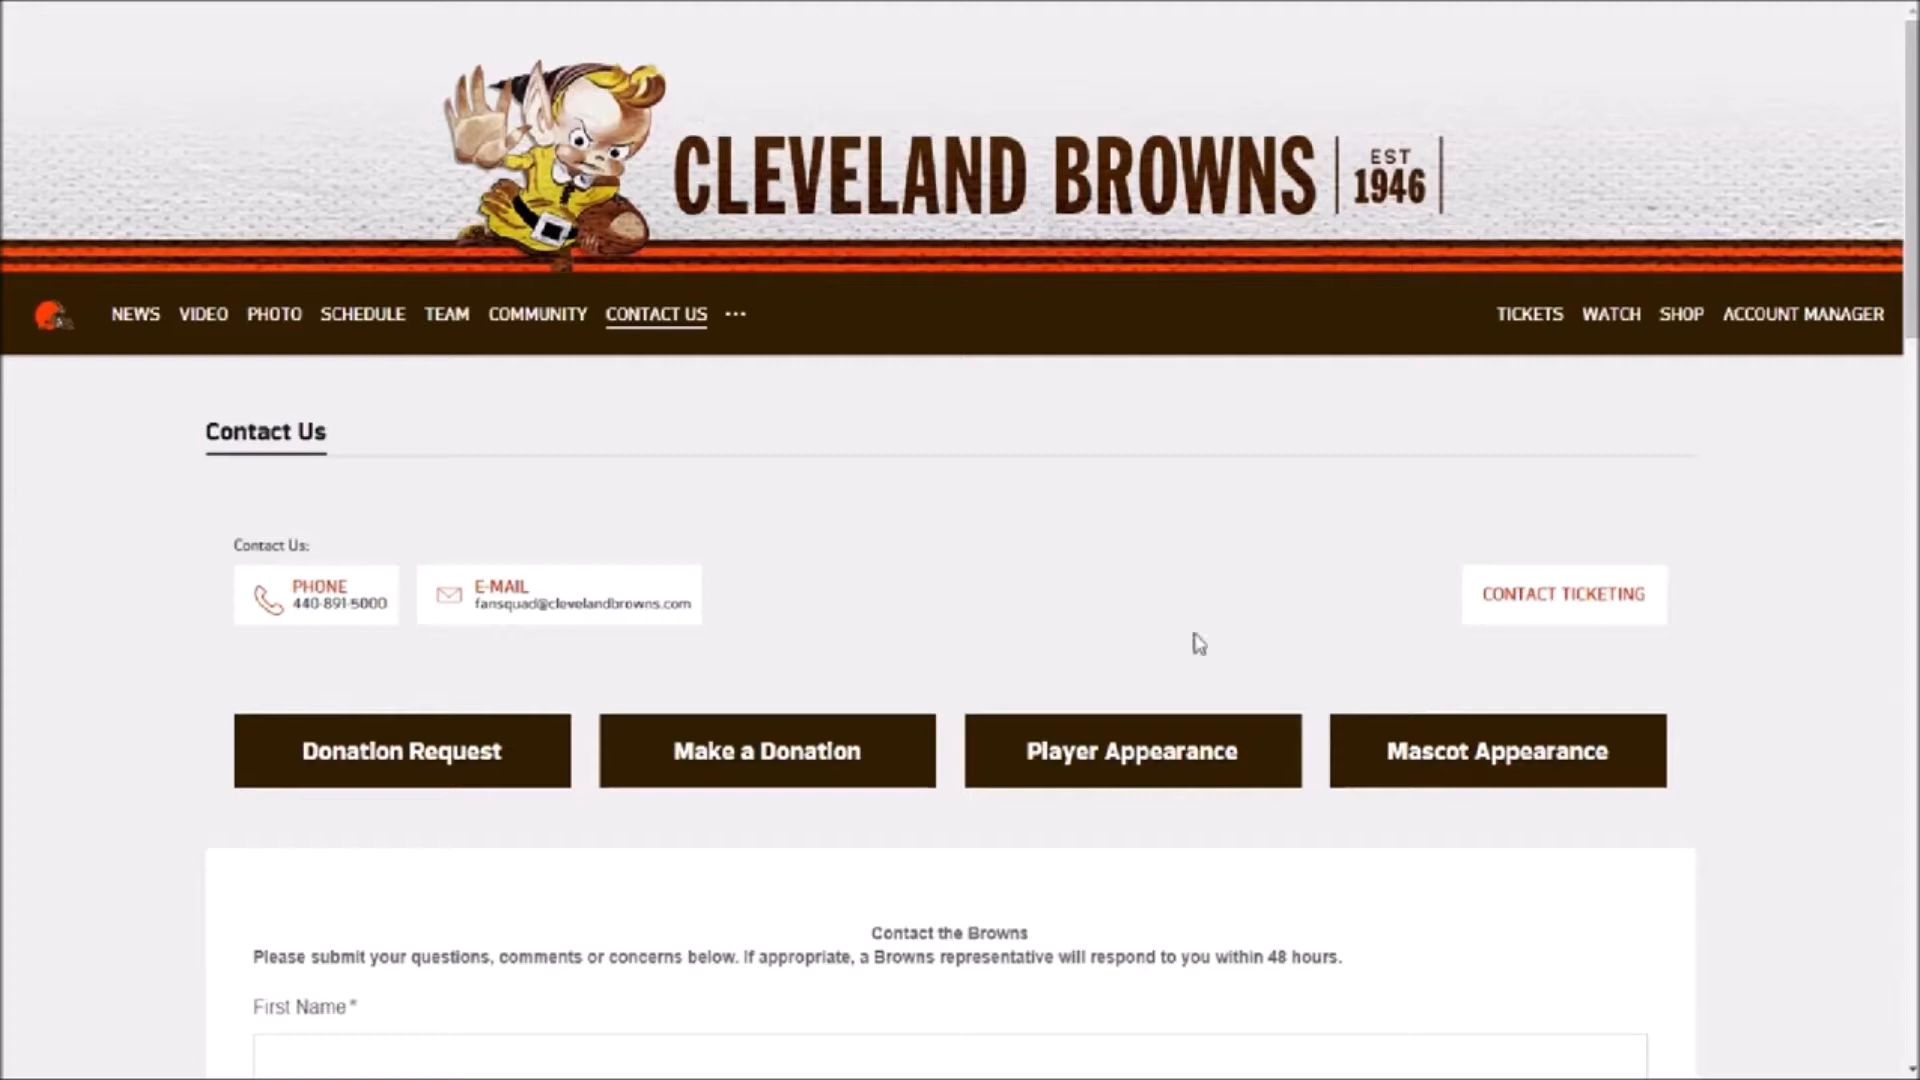 CLEVELAND BROWNS
EST
1946
NEWS VIDEO PHOTO SCHEDULE TEAM COMMUNITY CONTACT US ··· TICKETS WATCH SHOP ACCOUNT MANAGER
Contact Us
Contact Us:
PHONE
440-891-5000
E-MAIL
fansquad@clevelandbrowns.com
CONTACT TICKETING
Donation Request
Make a Donation
Player Appearance
Mascot Appearance
Contact the Browns
Please submit your questions, comments or concerns below. If appropriate, a Browns representative will respond to you within 48 hours.
First Name*